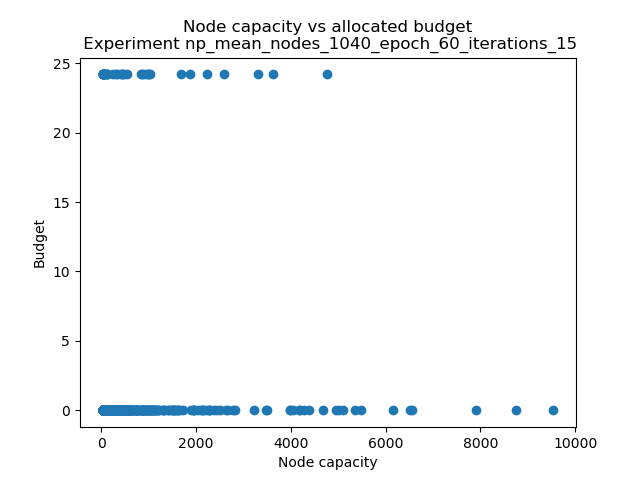 Node capacity vs allocated budget
Experiment np_mean_nodes_1040_epoch_60_iterations_15
25
20
15
10
5
0
Budget
0 2000 4000 6000 8000 10000
Node capacity